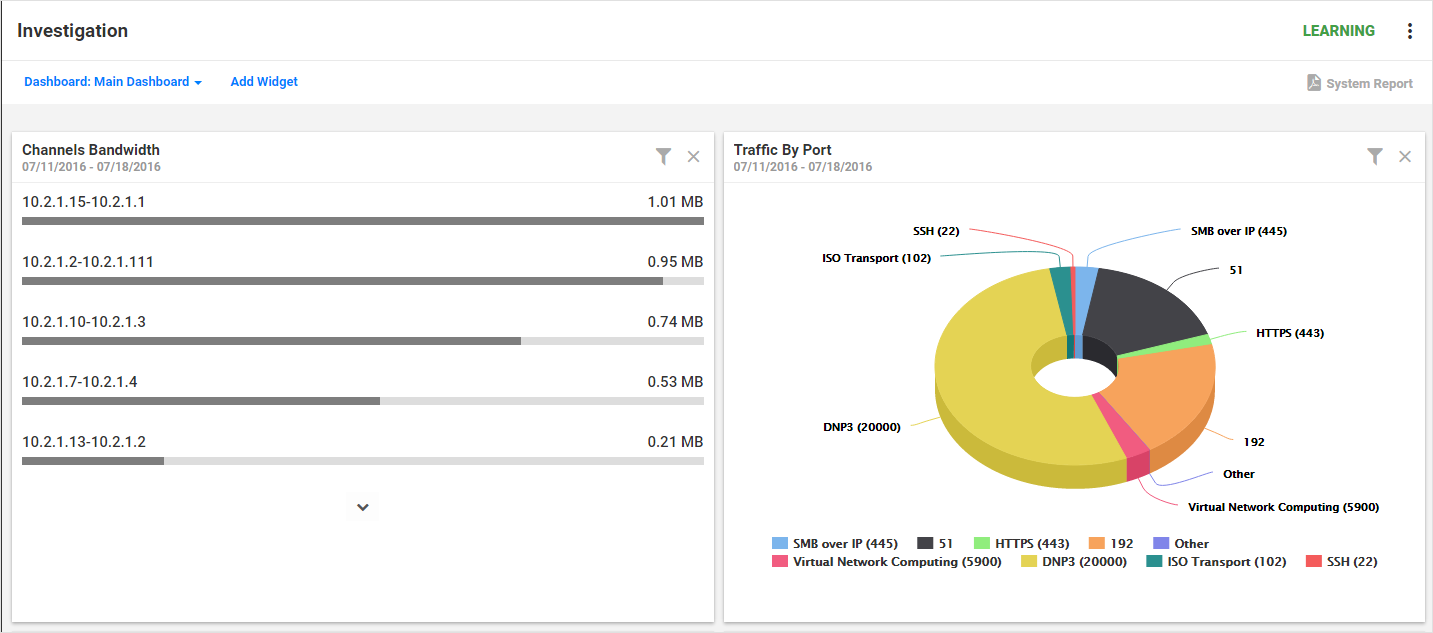 Investigation
LEARNING
Dashboard: Main Dashboard
Add Widget
System Report
Channels Bandwidth
07/11/2016 - 07/18/2016
10.2.1.15-10.2.1.1 1.01 MB
10.2.1.2-10.2.1.111 0.95 MB
10.2.1.10-10.2.1.3 0.74 MB
10.2.1.7-10.2.1.4 0.53 MB
10.2.1.13-10.2.1.2 0.21 MB
Traffic By Port
07/11/2016 - 07/18/2016
SSH (22)
SMB over IP (445)
ISO Transport (102)
51
HTTPS (443)
DNP3 (20000)
192
Other
Virtual Network Computing (5900)
SMB over IP (445) 51 HTTPS (443) 192 Other
Virtual Network Computing (5900) DNP3 (20000) ISO Transport (102) SSH (22)